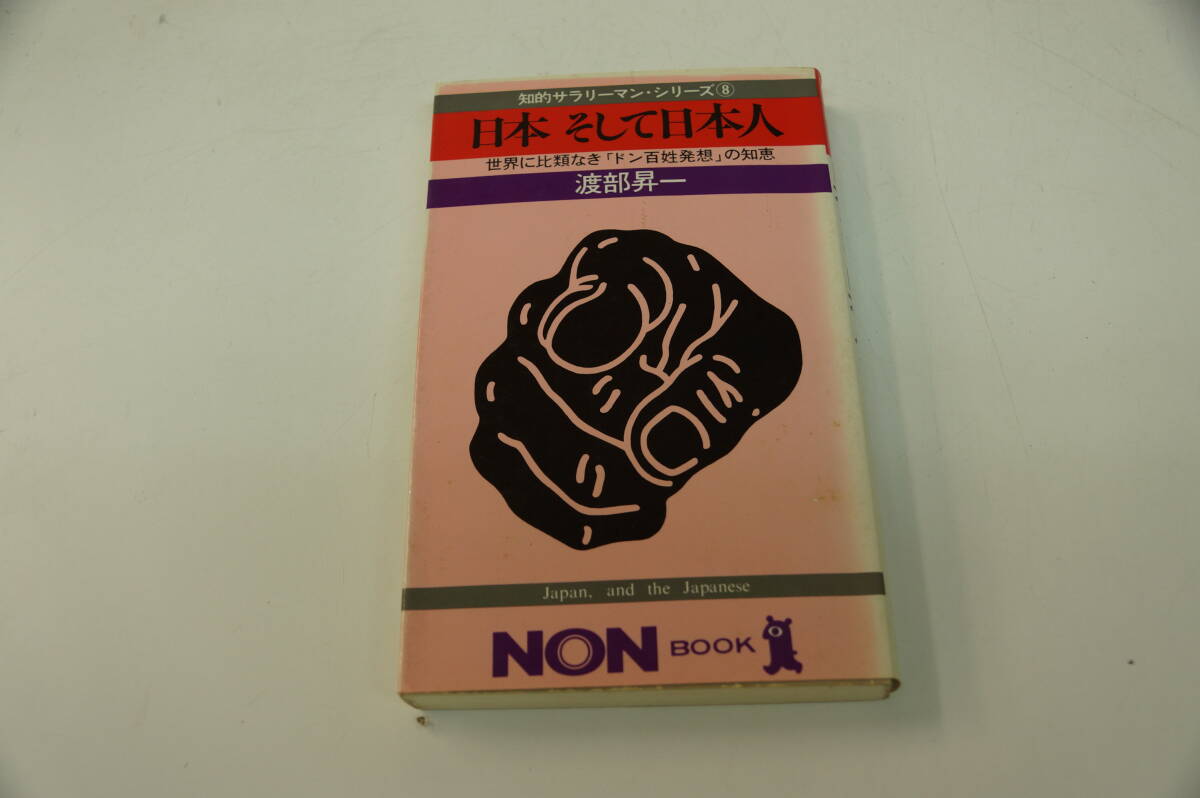 知的サラリーマン・シリーズ⑧
日本 そして日本人
世界に比類なき「ドン百姓発想」の知恵
渡部昇一
Japan, and the Japanese
NON BOOK